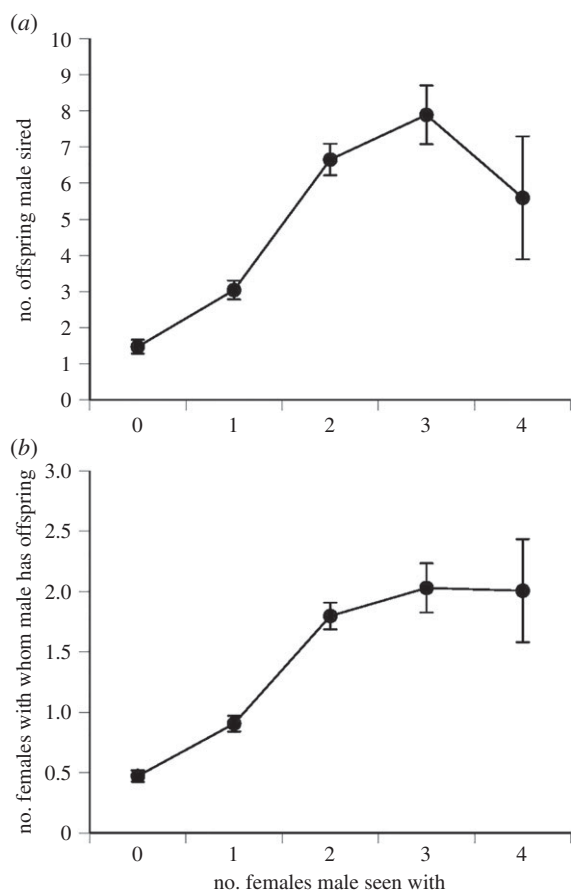 (a)
10
9
8
7
6
5
4
3
2
1
0
no. offspring male sired
0 1 2 3 4
(b)
3.0
2.5
2.0
1.5
1.0
0.5
0
no. females with whom male has offspring
0 1 2 3 4
no. females male seen with